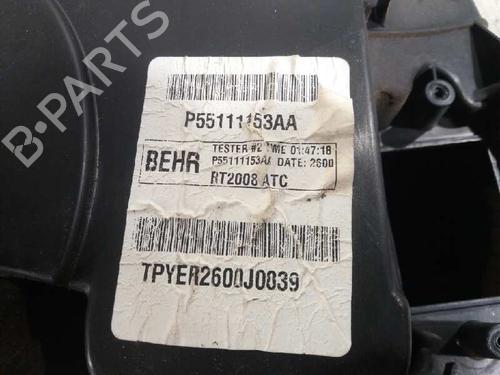 P55111153AA
BEHR
TESTER #2 TIME 01:47:18
P55111153AA DATE: 2600
RT2008 ATC
TPYER2600J0039
B-PARTS